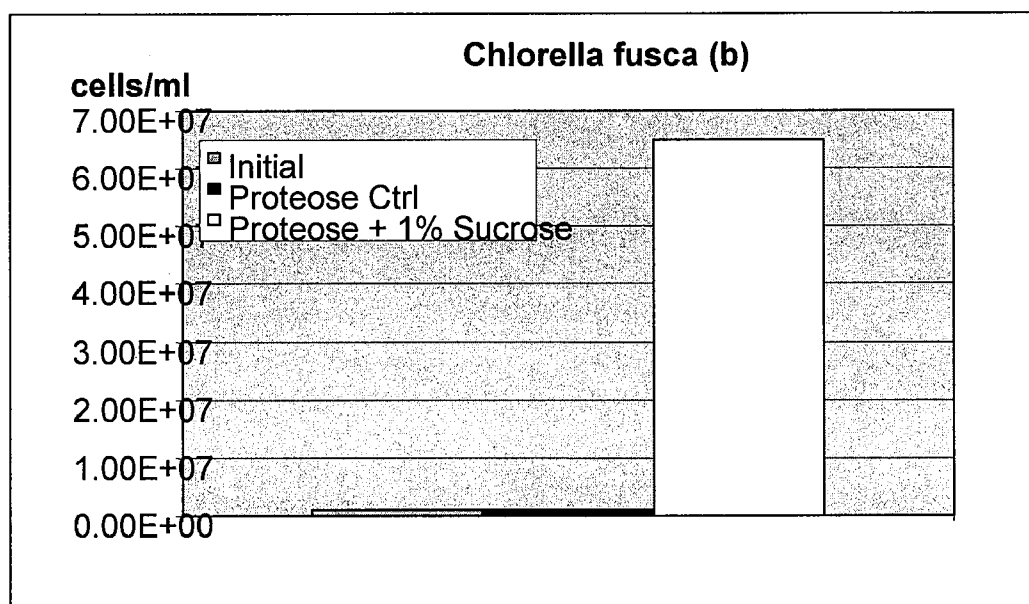 Chlorella fusca (b)
cells/ml
7.00E+07
6.00E+07
5.00E+07
4.00E+07
3.00E+07
2.00E+07
1.00E+07
0.00E+00
Initial
Proteose Ctrl
Proteose + 1% Sucrose